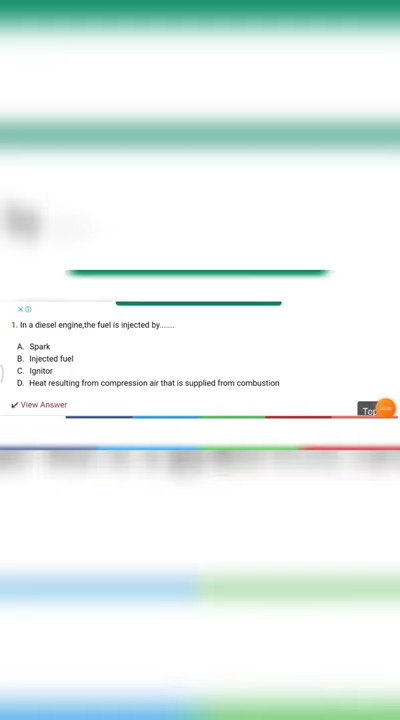 1. In a diesel engine,the fuel is injected by.......
A. Spark
B. Injected fuel
C. Ignitor
D. Heat resulting from compression air that is supplied from combustion
✔ View Answer
Top